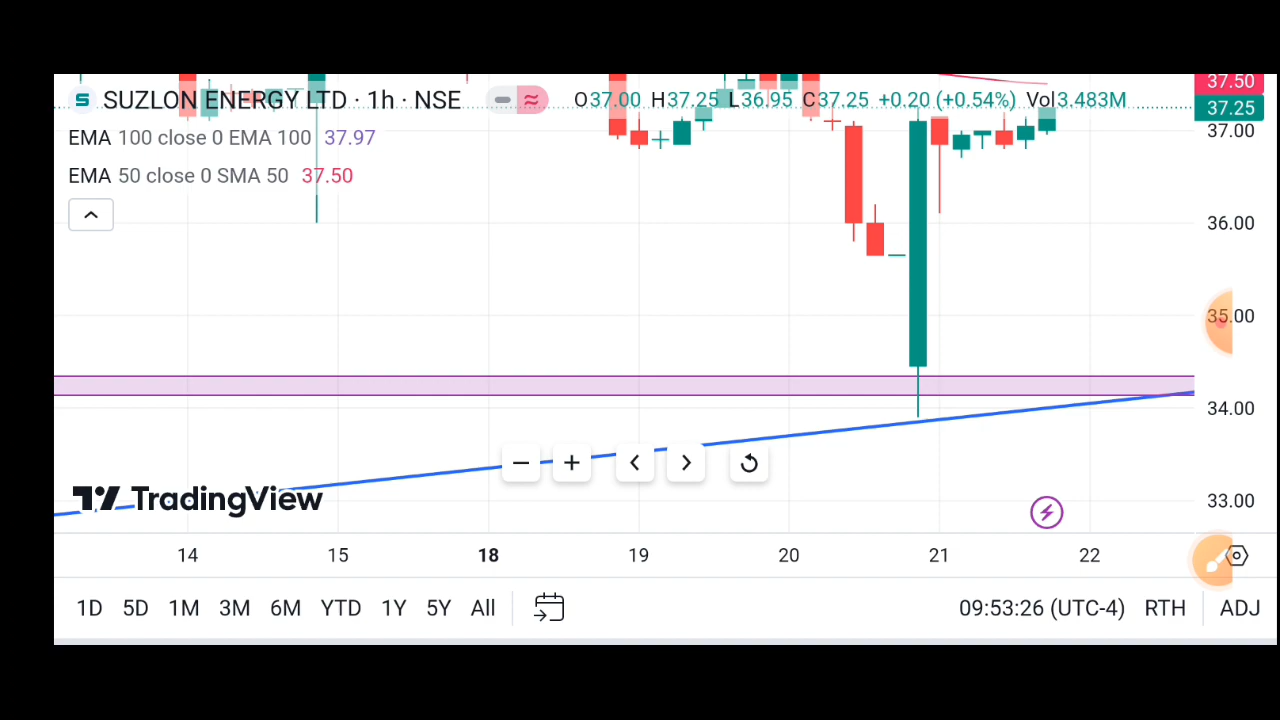 SUZLON ENERGY LTD · 1h · NSE O37.00 H37.25 L36.95 C37.25 +0.20 (+0.54%) Vol3.483M
EMA 100 close 0 EMA 100 37.97
EMA 50 close 0 SMA 50 37.50
37.50
37.25
37.00
36.00
35.00
34.00
33.00
TradingView
14 15 18 19 20 21 22
1D 5D 1M 3M 6M YTD 1Y 5Y All 09:53:26 (UTC-4) RTH ADJ